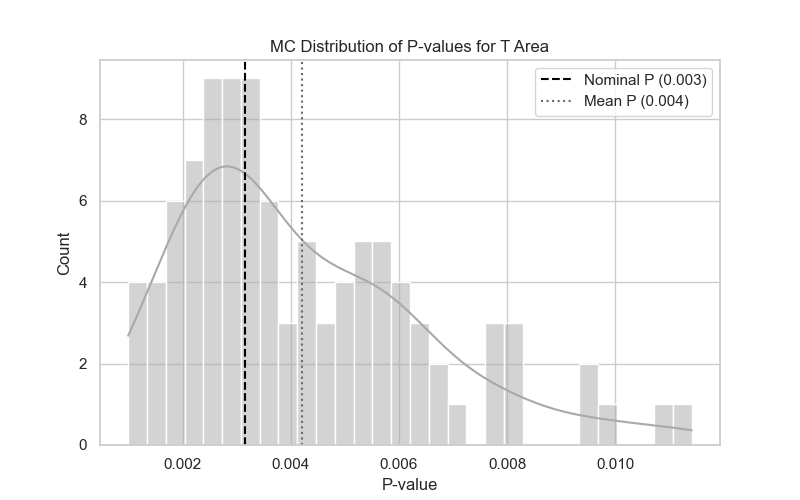 MC Distribution of P-values for T Area
Nominal P (0.003)
Mean P (0.004)
Count
8
6
4
2
0
0.002
0.004
0.006
0.008
0.010
P-value